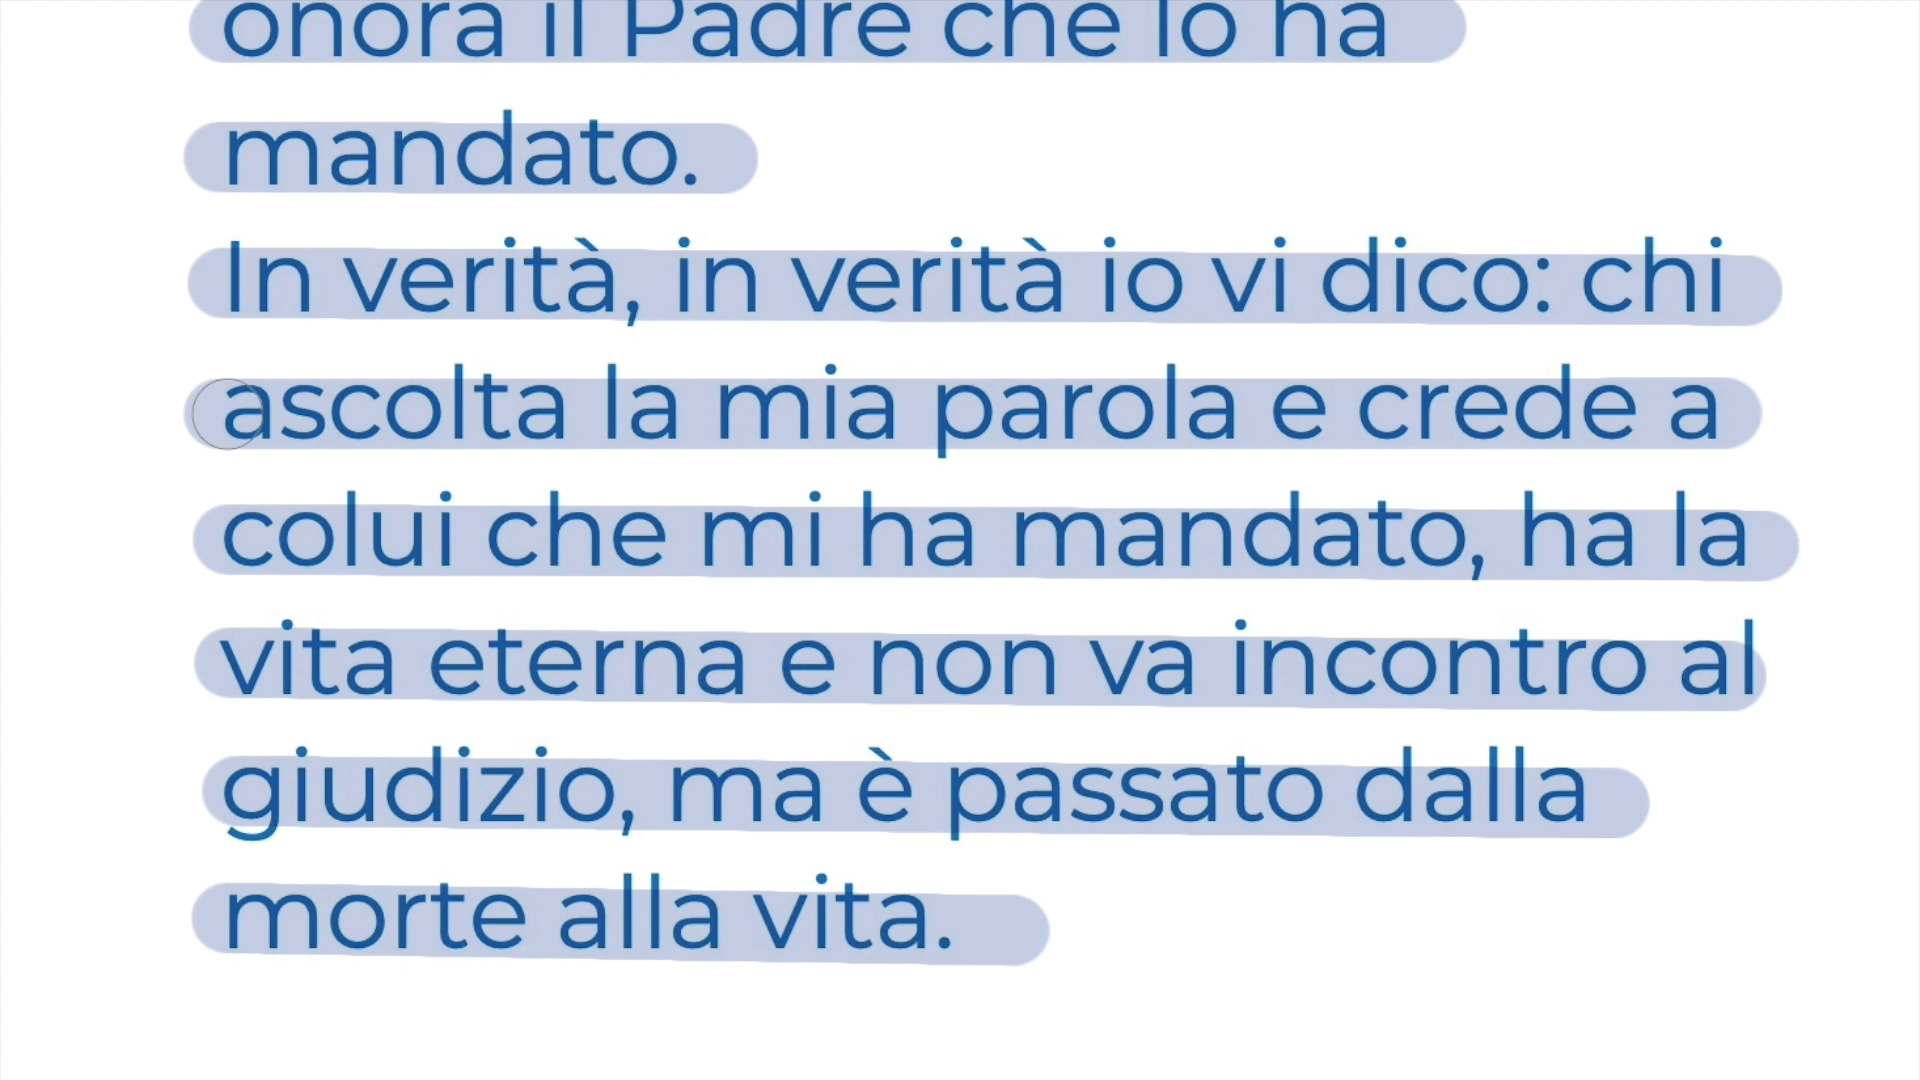 onora il Padre che lo ha
mandato.
In verità, in verità io vi dico: chi
ascolta la mia parola e crede a
colui che mi ha mandato, ha la
vita eterna e non va incontro al
giudizio, ma è passato dalla
morte alla vita.